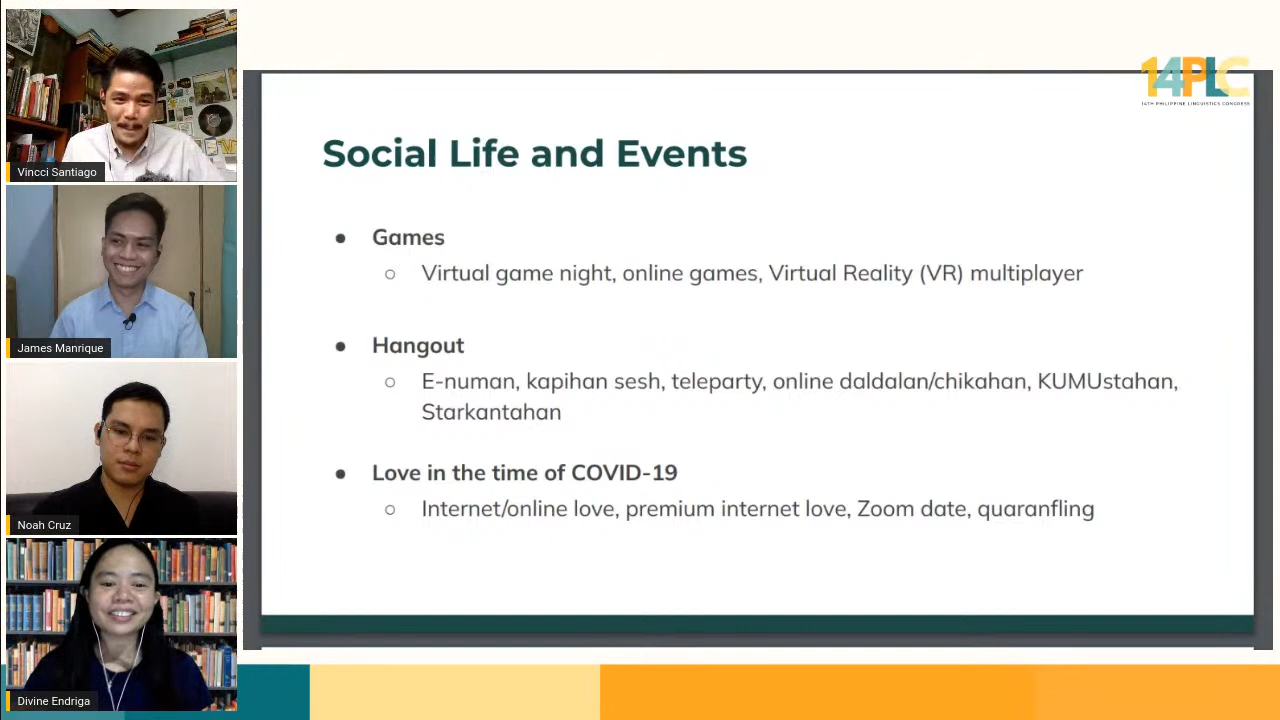 Vincci Santiago
James Manrique
Noah Cruz
Divine Endriga
14PLC
14TH PHILIPPINE LINGUISTICS CONGRESS
Social Life and Events
● Games
○ Virtual game night, online games, Virtual Reality (VR) multiplayer
● Hangout
○ E-numan, kapihan sesh, teleparty, online daldalan/chikahan, KUMUstahan,
Starkantahan
● Love in the time of COVID-19
○ Internet/online love, premium internet love, Zoom date, quaranfling